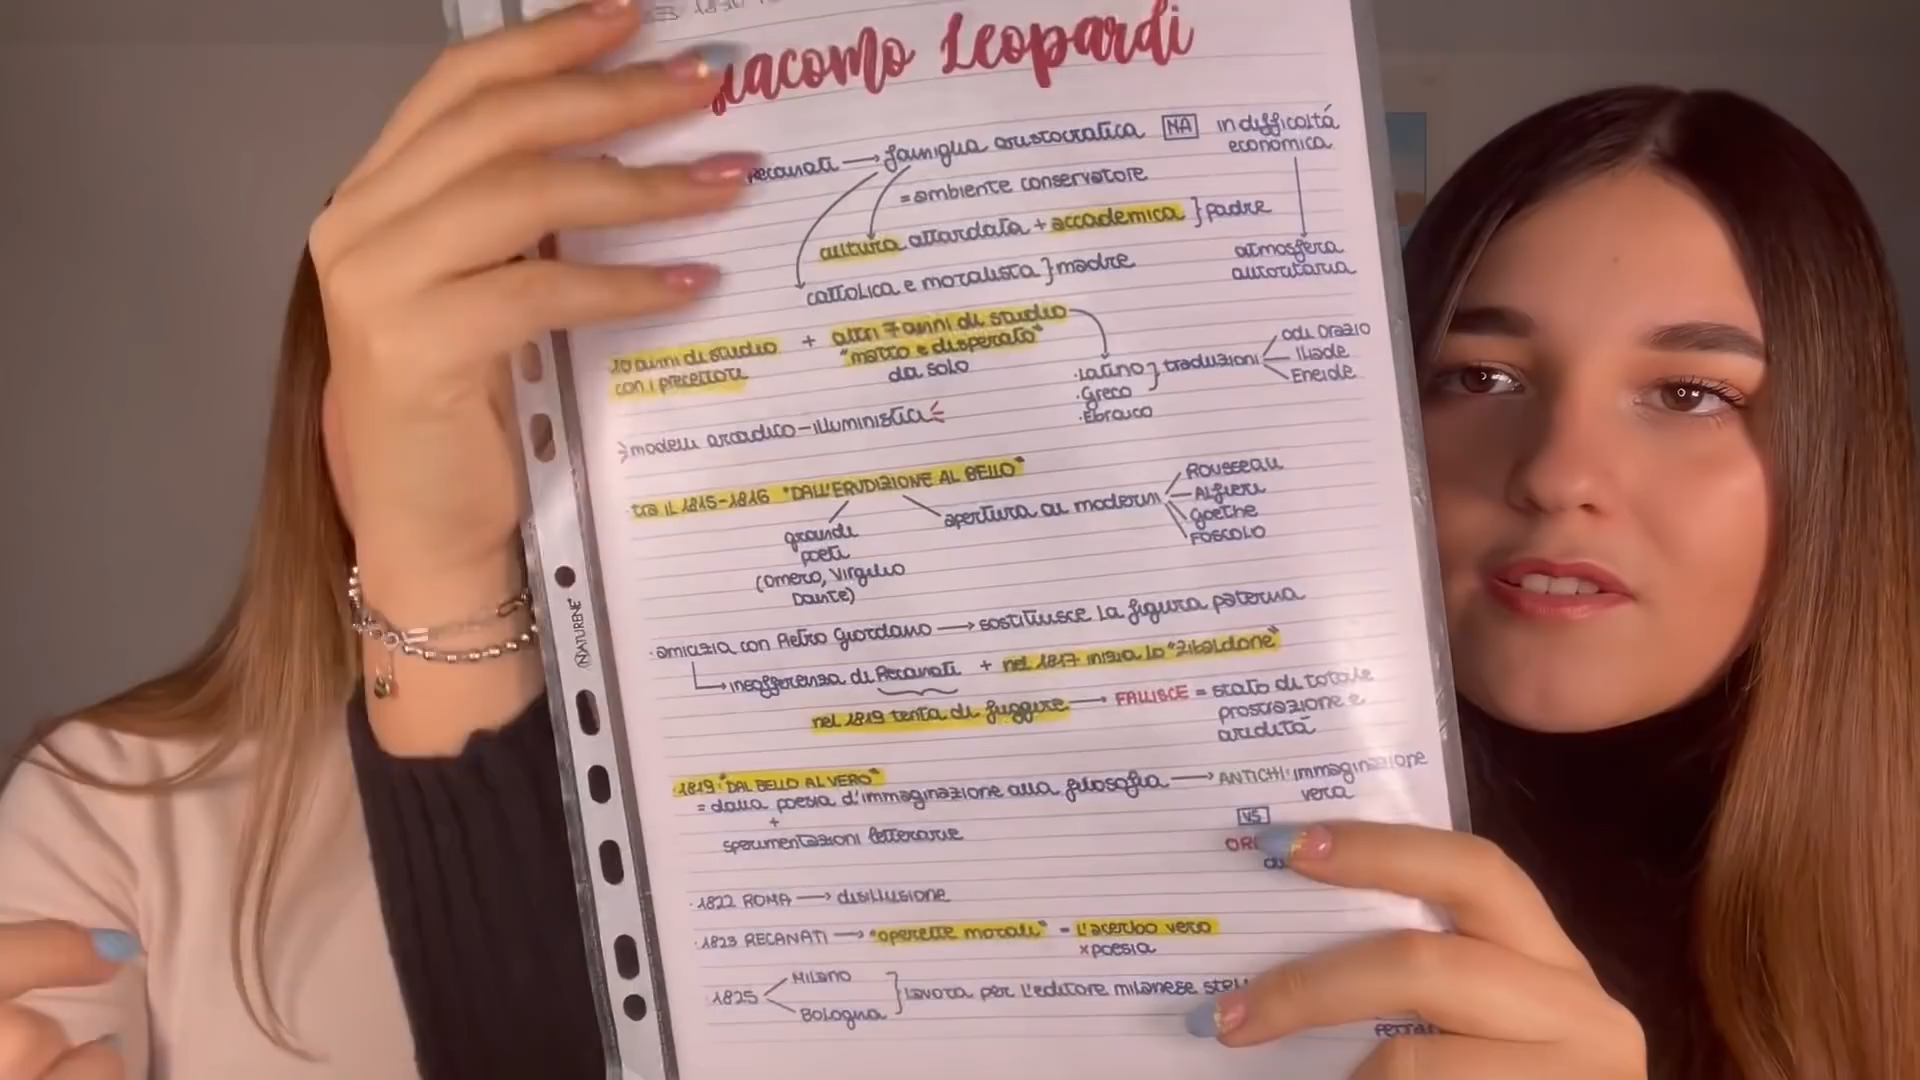 Giacomo Leopardi
Recanati → famiglia aristocratica MA in difficoltá
economica
= ambiente conservatore
cultura attardata + accademica } padre
atmosfera
autoritaria
cattolica e moralista } madre
10 anni di studio + altri 7 anni di studio
con i precettori "matto e disperato"
da solo
·Latino } traduzioni
·Greco
·Ebraico
odi Orazio
Iliade
Eneide
modelli arcadico-illuministici
·tra il 1815-1816 "DALL'ERUDIZIONE AL BELLO"
grandi
poeti
(Omero, Virgilio
Dante)
apertura ai moderni
Rousseau
Alfieri
Goethe
Foscolo
·amicizia con Pietro Giordano → sostituisce la figura paterna
→ insofferenza di Recanati + nel 1817 inizia lo "Zibaldone"
nel 1819 tenta di fuggire → FALLISCE = stato di totale
prostrazione e
aridità
·1819 "DAL BELLO AL VERO"
= dalla poesia d'immaginazione alla filosofia → ANTICHI: immaginazione
vera
+
sperimentazioni letterarie
VS
·1822 ROMA → disillusione
·1823 RECANATI → "operette morali" = L'acerbo vero
×poesia
1825
Milano
Bologna
} lavora per l'editore milanese
NATURENE